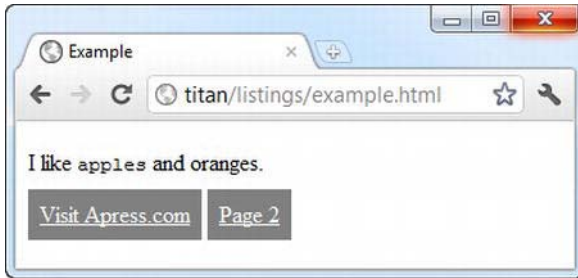 Example
titan/listings/example.html
I like apples and oranges.
Visit Apress.com Page 2